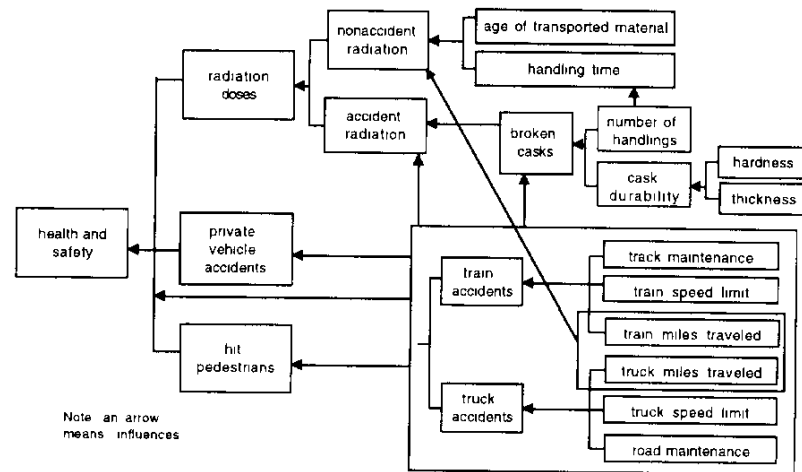 nonaccident
radiation
age of transported material
handling time
radiation
doses
accident
radiation
broken
casks
number of
handlings
cask
durability
hardness
thickness
health and
safety
private
vehicle
accidents
train
accidents
track maintenance
train speed limit
train miles traveled
hit
pedestrians
truck miles traveled
truck
accidents
truck speed limit
road maintenance
Note an arrow
means influences